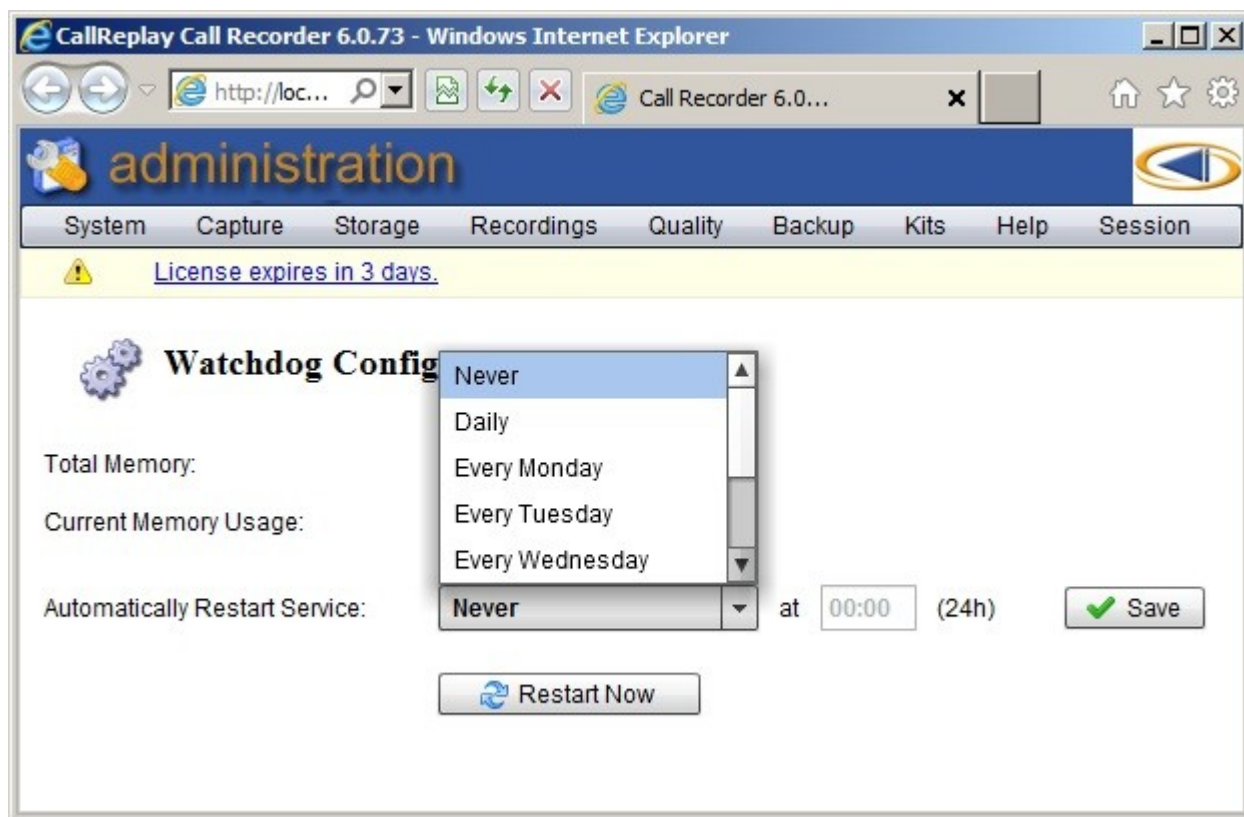 CallReplay Call Recorder 6.0.73 - Windows Internet Explorer
http://loc...
Call Recorder 6.0...
administration
System Capture Storage Recordings Quality Backup Kits Help Session
License expires in 3 days.
Watchdog Config
Never
Daily
Every Monday
Every Tuesday
Every Wednesday
Total Memory:
Current Memory Usage:
Automatically Restart Service: Never at 00:00 (24h) Save
Restart Now